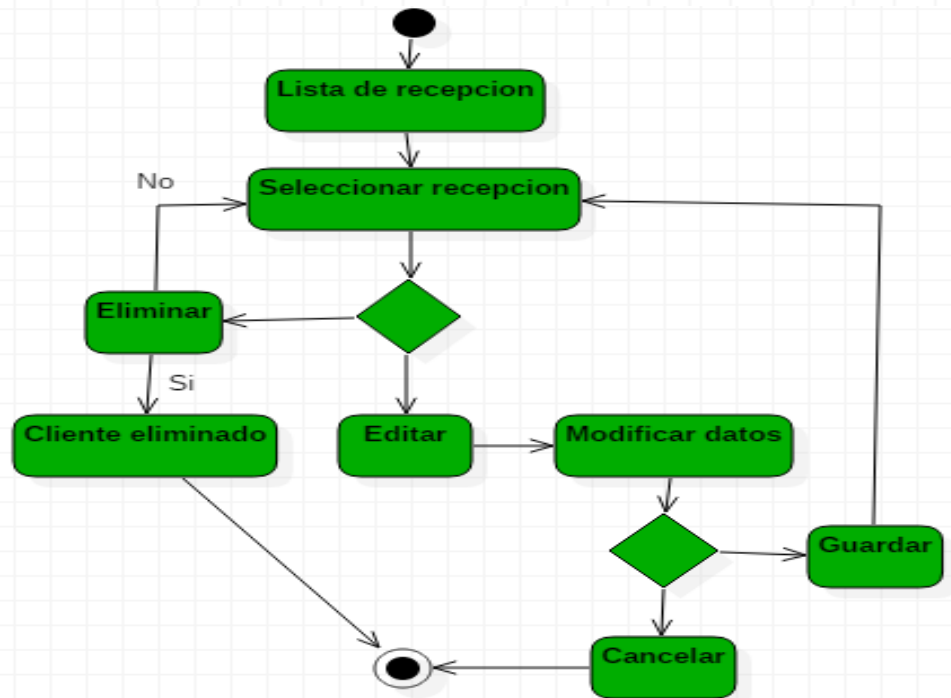 Lista de recepcion
No
Seleccionar recepcion
Eliminar
Si
Cliente eliminado
Editar
Modificar datos
Guardar
Cancelar